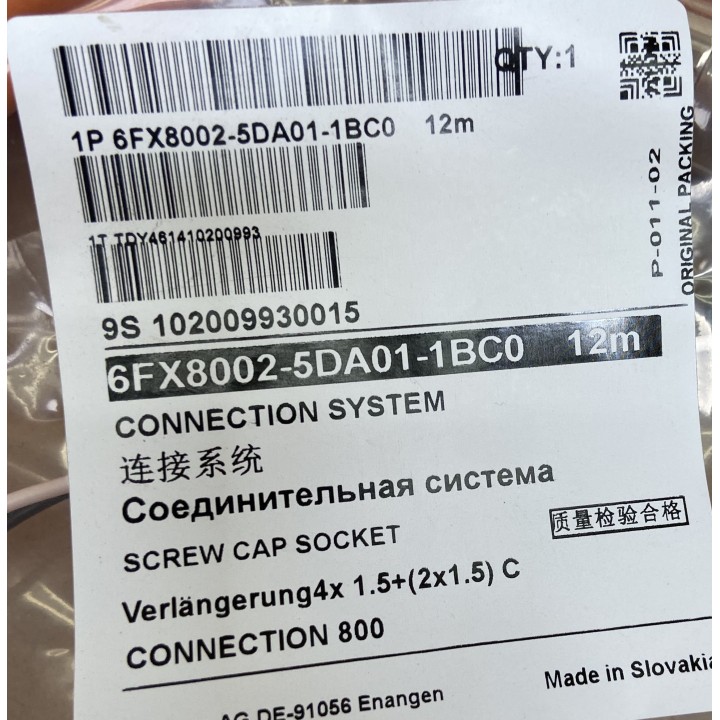 QTY:1
1P 6FX8002-5DA01-1BC0 12m
1T TDY461410200993
9S 102009930015
P-011-02
ORIGINAL PACKING
6FX8002-5DA01-1BC0 12m
CONNECTION SYSTEM
连接系统
Соединительная система
SCREW CAP SOCKET
质量检验合格
Verlängerung4x 1.5+(2x1.5) C
CONNECTION 800
Made in Slovakia
AG DE-91056 Enangen